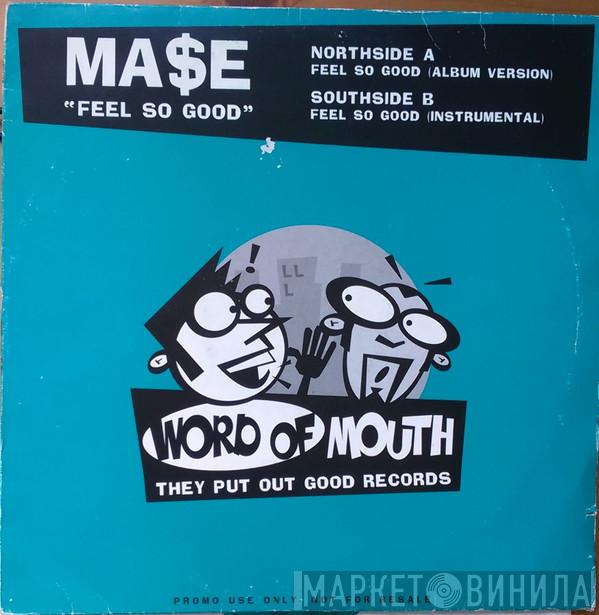 MA$E
"FEEL SO GOOD"
NORTHSIDE A
FEEL SO GOOD (ALBUM VERSION)
SOUTHSIDE B
FEEL SO GOOD (INSTRUMENTAL)
WORD OF MOUTH
THEY PUT OUT GOOD RECORDS
PROMO USE ONLY. NOT FOR RESALE
МАРКЕТ ВИНИЛА